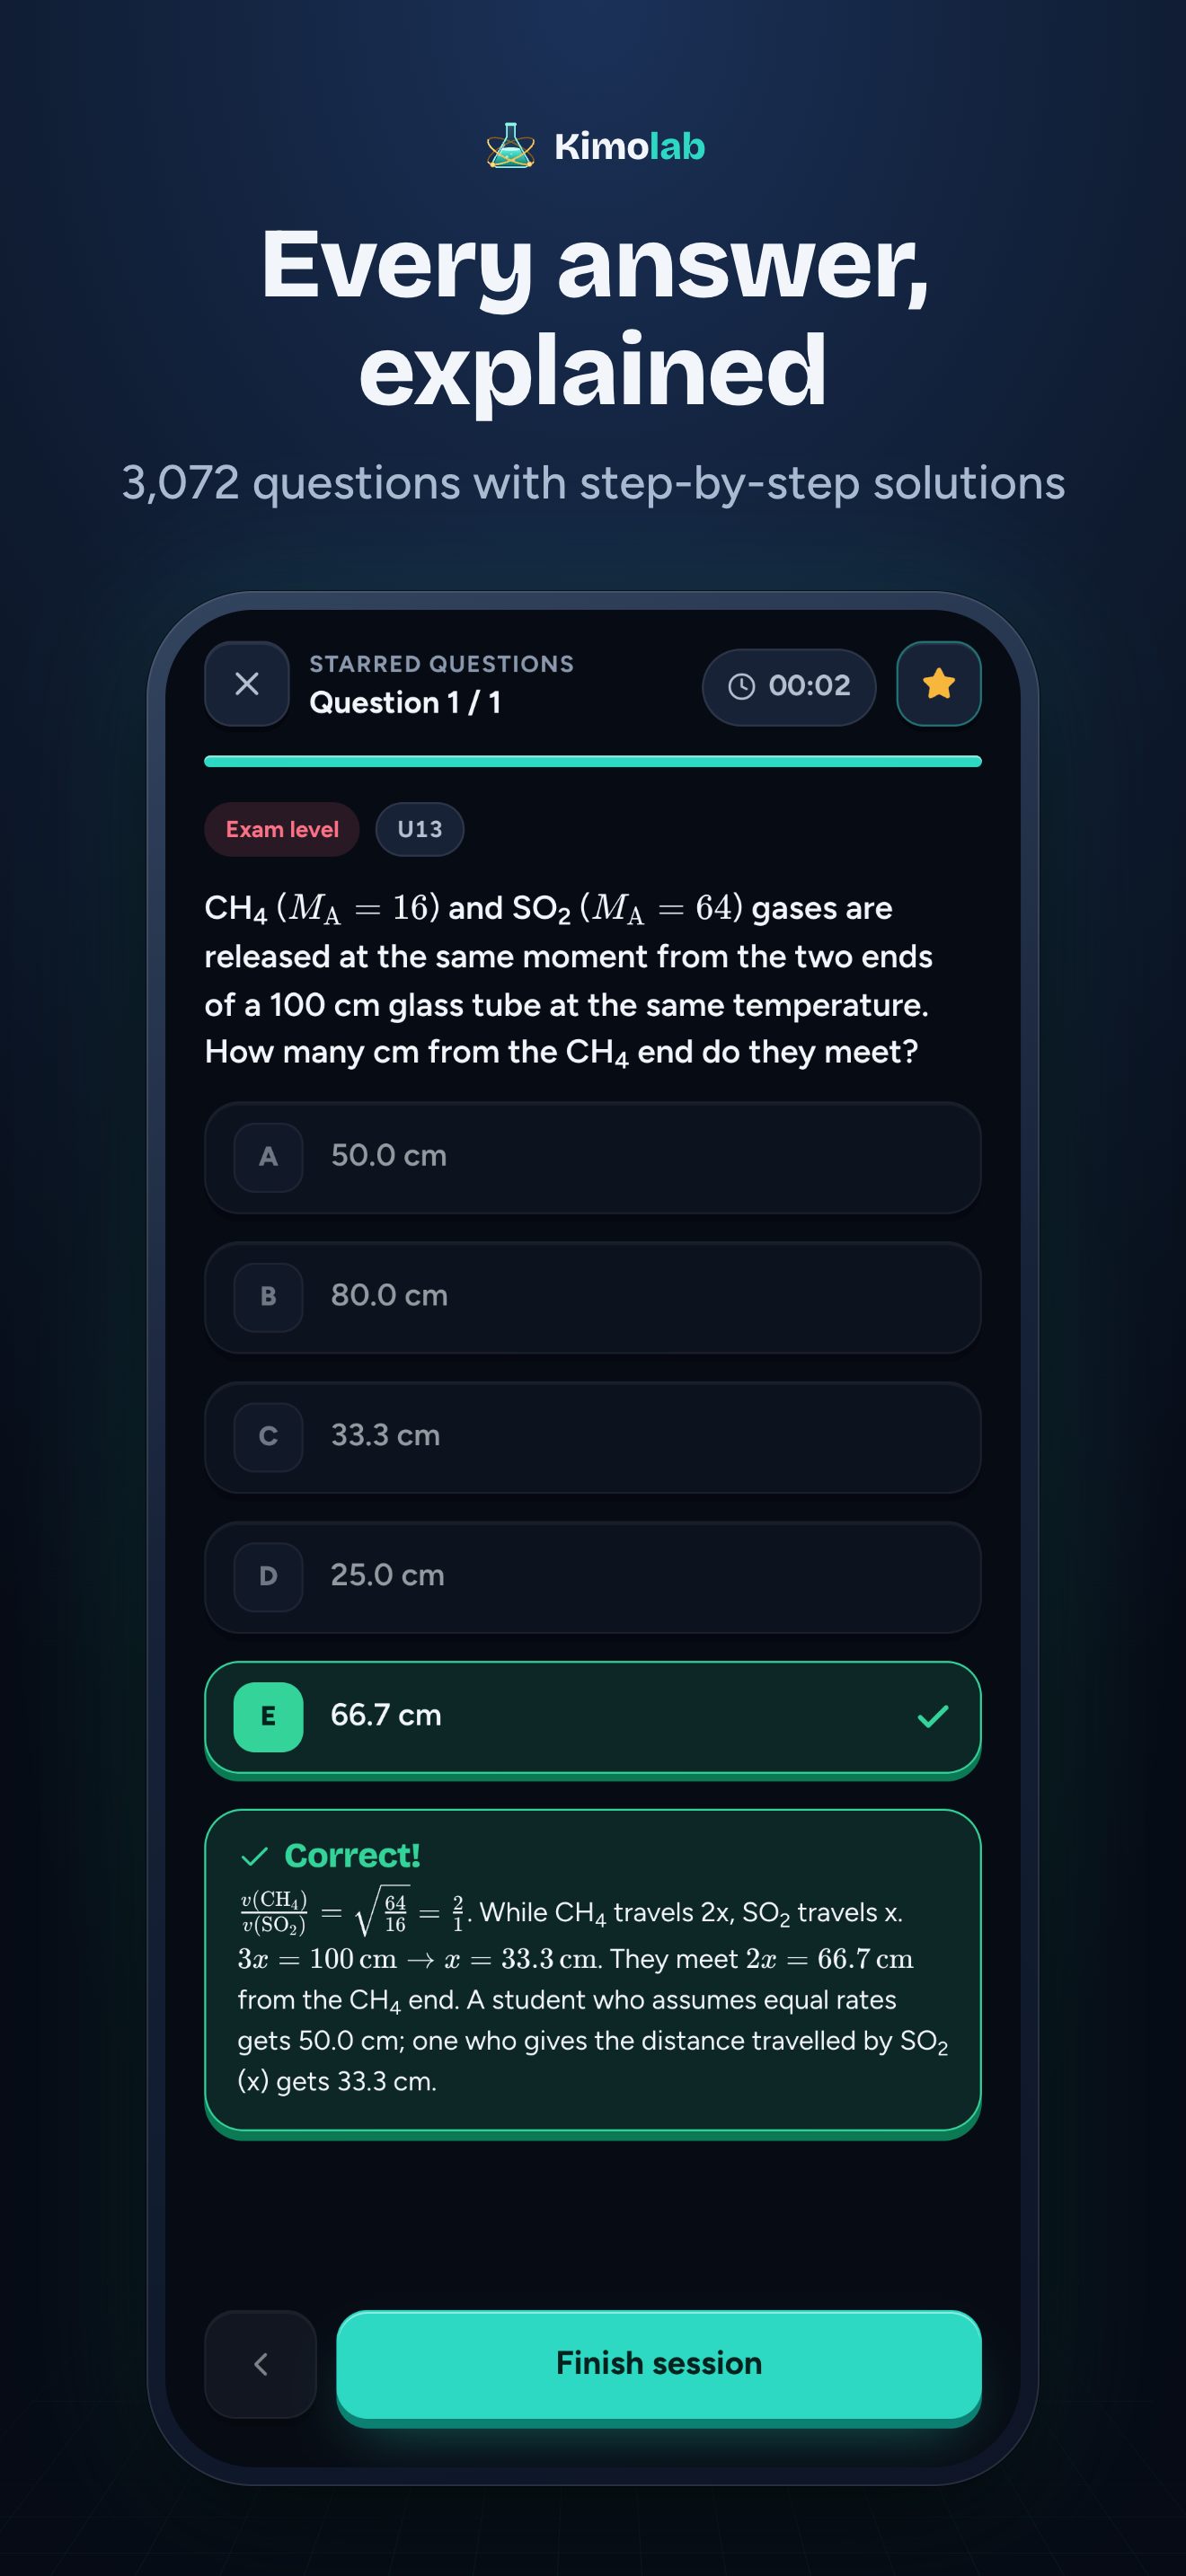 Kimolab
Every answer,
explained
3,072 questions with step-by-step solutions
STARRED QUESTIONS
Question 1 / 1
00:02
Exam level
U13
CH₄ (M_A = 16) and SO₂ (M_A = 64) gases are
released at the same moment from the two ends
of a 100 cm glass tube at the same temperature.
How many cm from the CH₄ end do they meet?
A 50.0 cm
B 80.0 cm
C 33.3 cm
D 25.0 cm
E 66.7 cm
Correct!
v(CH₄)/v(SO₂) = √(64/16) = 2/1. While CH₄ travels 2x, SO₂ travels x.
3x = 100 cm → x = 33.3 cm. They meet 2x = 66.7 cm
from the CH₄ end. A student who assumes equal rates
gets 50.0 cm; one who gives the distance travelled by SO₂
(x) gets 33.3 cm.
Finish session